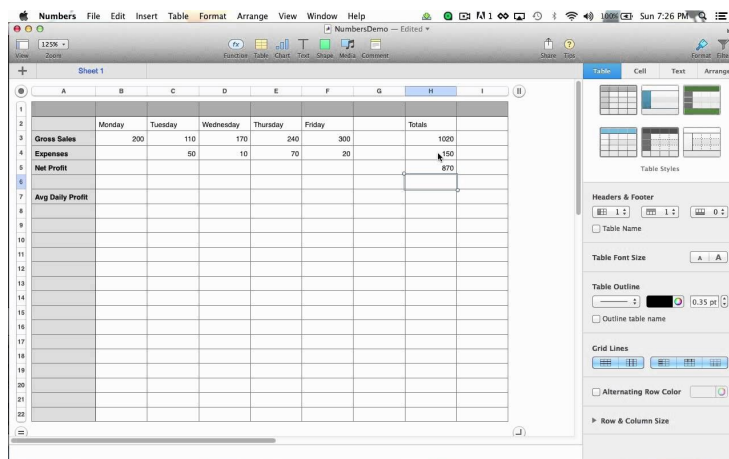 Numbers File Edit Insert Table Format Arrange View Window Help 1 100% Sun 7:26 PM
NumbersDemo — Edited
125%
View Zoom Function Table Chart Text Shape Media Comment Share Tips Format
Sheet 1 Table Cell Text Arrange
A B C D E F G H I
1
2 Monday Tuesday Wednesday Thursday Friday Totals
3 Gross Sales 200 110 170 240 300 1020
4 Expenses 50 10 70 20 150
5 Net Profit 870
6
7 Avg Daily Profit
8
9
10
11
12
13
14
15
16
17
18
19
20
21
22
Table Styles
Headers & Footer
1 1 0
Table Name
Table Font Size A A
Table Outline
0.35 pt
Outline table name
Grid Lines
Alternating Row Color
Row & Column Size